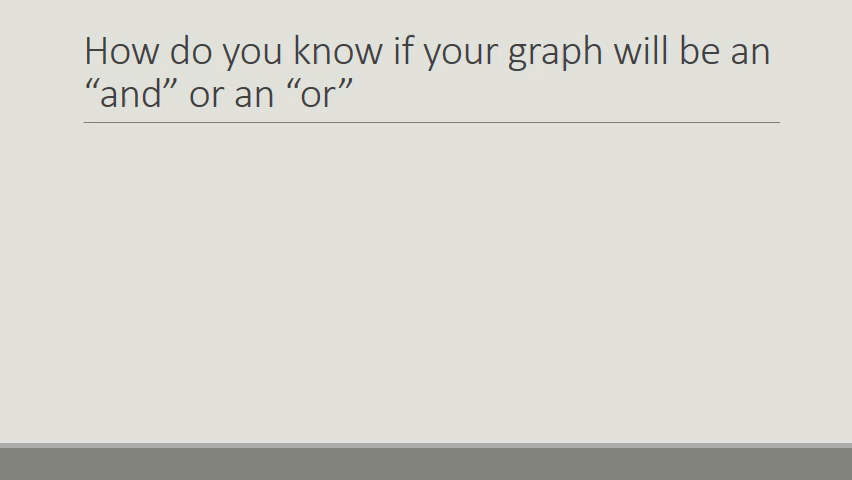 How do you know if your graph will be an
“and” or an “or”